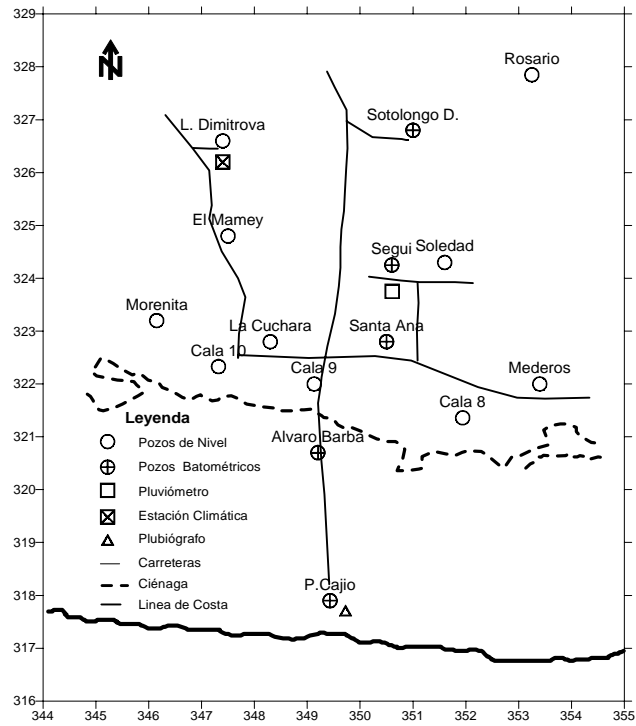 329
328
327
326
325
324
323
322
321
320
319
318
317
316
N
Rosario
Sotolongo D.
L. Dimitrova
El Mamey
Segui
Soledad
Morenita
La Cuchara
Santa Ana
Cala 10
Cala 9
Mederos
Cala 8
Alvaro Barba
P.Cajio
Leyenda
Pozos de Nivel
Pozos Batométricos
Pluviómetro
Estación Climática
Plubiógrafo
Carreteras
Ciénaga
Linea de Costa
344 345 346 347 348 349 350 351 352 353 354 355